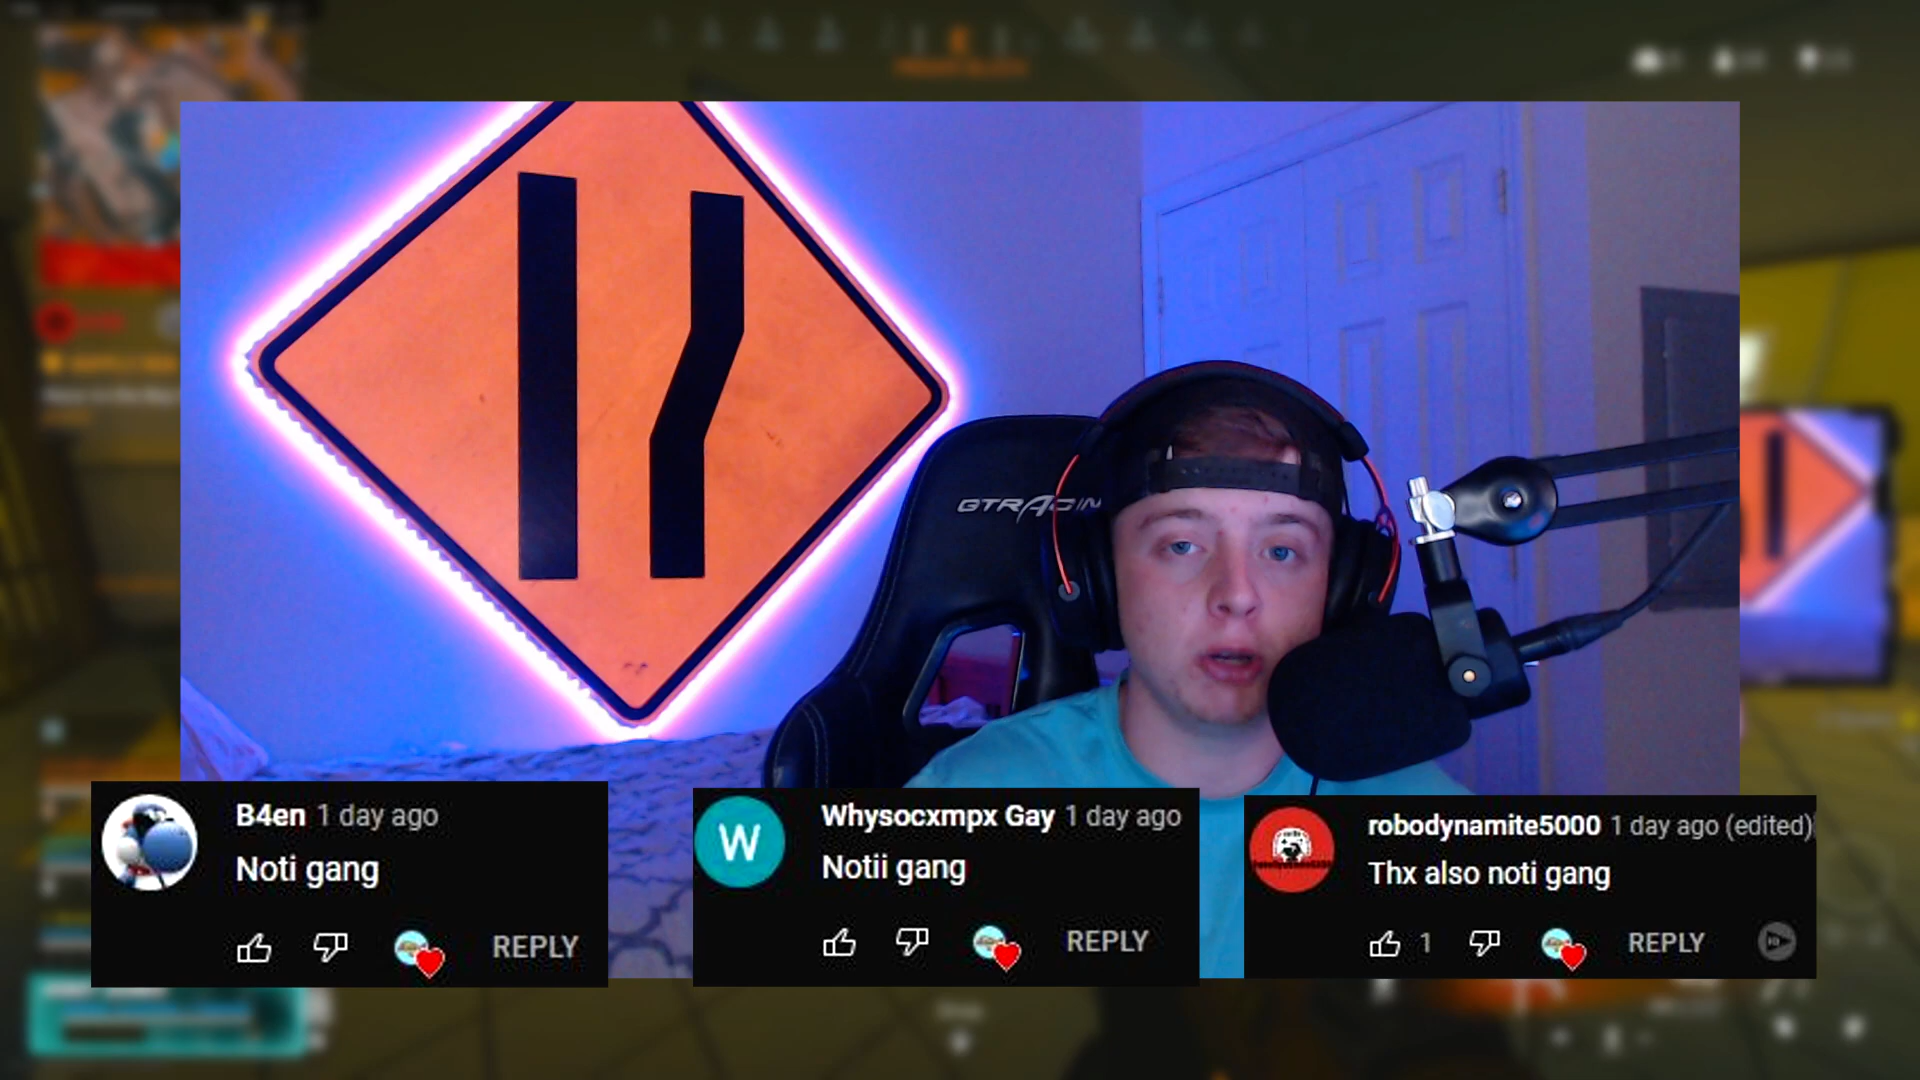 GTRACIN
B4en 1 day ago
Noti gang
REPLY
Whysocxmpx Gay 1 day ago
Notii gang
REPLY
robodynamite5000 1 day ago (edited)
Thx also noti gang
1
REPLY